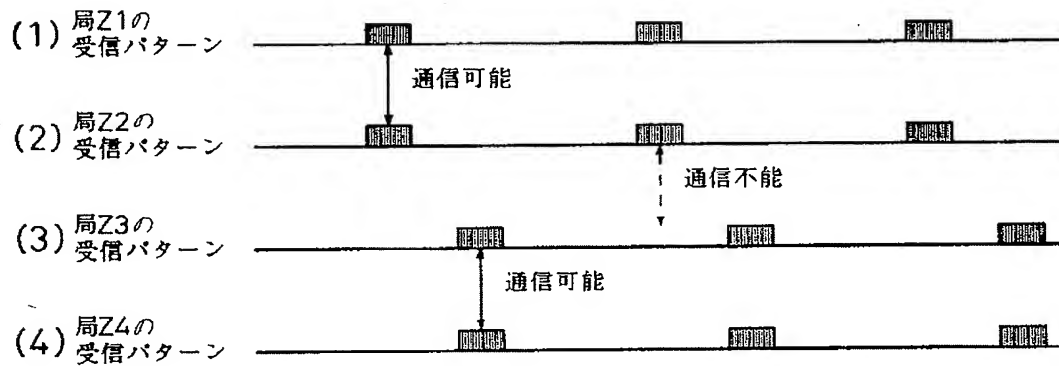 (1) 局Z1の
受信パターン
通信可能
(2) 局Z2の
受信パターン
通信不能
(3) 局Z3の
受信パターン
通信可能
(4) 局Z4の
受信パターン